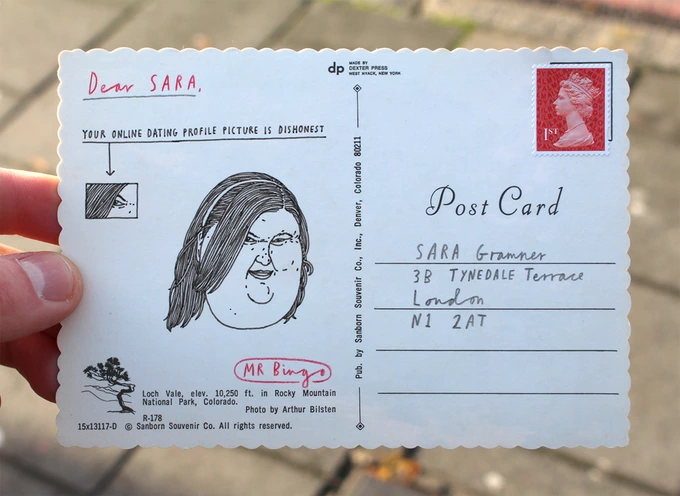 Dear SARA.
YOUR ONLINE DATING PROFILE PICTURE IS DISHONEST
MR Bingo
Loch Vale, elev. 10,250 ft. in Rocky Mountain
National Park, Colorado.
Photo by Arthur Bilsten
R-178
15x13117-D © Sanborn Souvenir Co. All rights reserved.
dp
MADE BY
DEXTER PRESS
WEST NYACK, NEW YORK
Pub. by Sanborn Souvenir Co., Inc., Denver, Colorado 80211
1ST
Post Card
SARA Gramner
3B TYNEDALE Terrace
London
N1 2AT